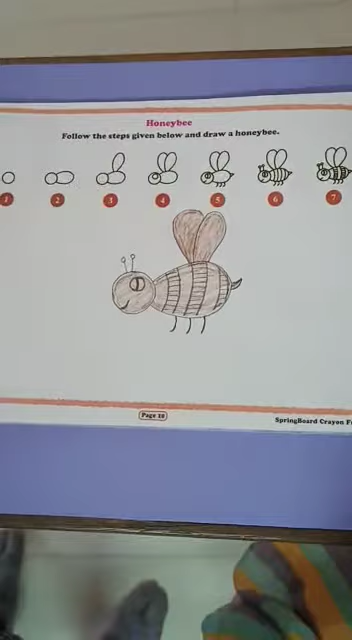 Honeybee
Follow the steps given below and draw a honeybee.
1 2 3 4 5 6 7
Page 19
SpringBoard Crayon